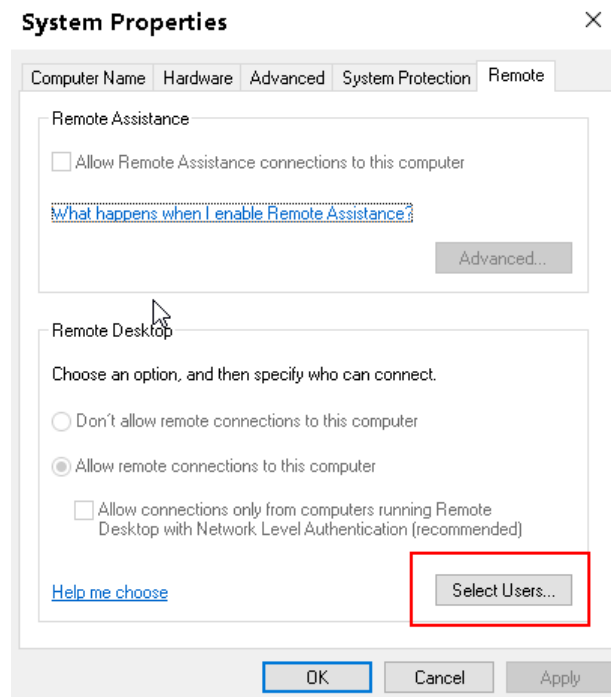 System Properties
Computer Name
Hardware
Advanced
System Protection
Remote
Remote Assistance
Allow Remote Assistance connections to this computer
What happens when I enable Remote Assistance?
Advanced...
Remote Desktop
Choose an option, and then specify who can connect.
Don´t allow remote connections to this computer
Allow remote connections to this computer
Allow connections only from computers running Remote
Desktop with Network Level Authentication (recommended)
Help me choose
Select Users...
OK
Cancel
Apply